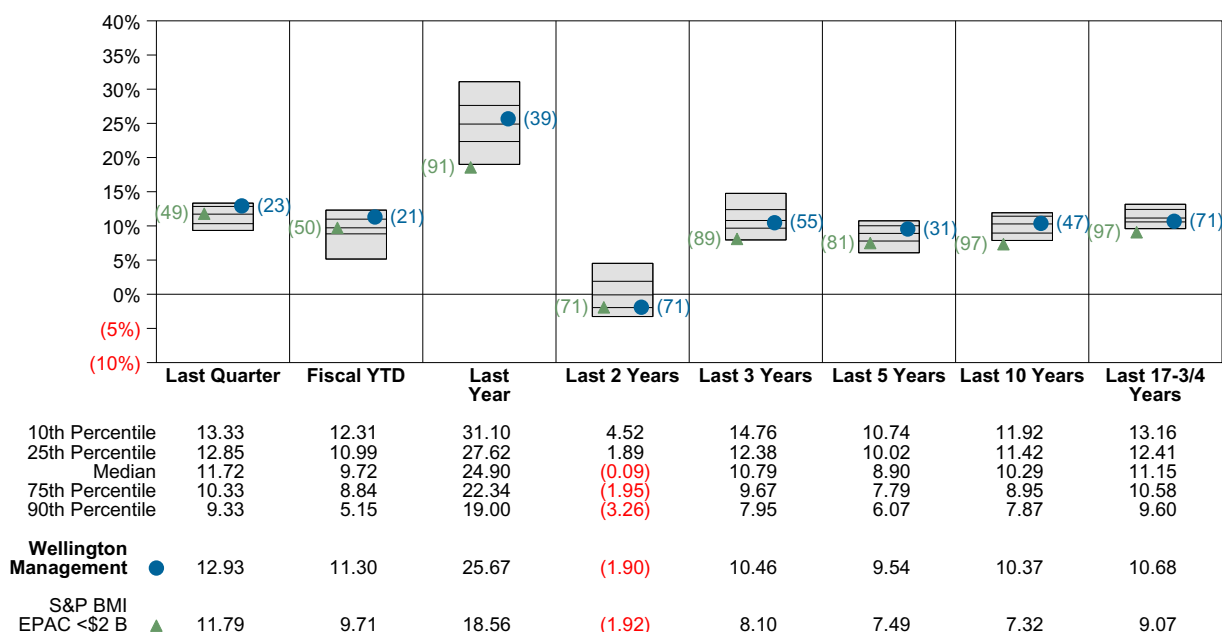 40%
35%
30%
25%
20%
15%
10%
5%
0%
(5%)
(10%)
(49) (23)
(50) (21)
(91) (39)
(71) (71)
(89) (55)
(81) (31)
(97) (47)
(97) (71)
Last Quarter Fiscal YTD Last Year Last 2 Years Last 3 Years Last 5 Years Last 10 Years Last 17-3/4 Years
10th Percentile 13.33 12.31 31.10 4.52 14.76 10.74 11.92 13.16
25th Percentile 12.85 10.99 27.62 1.89 12.38 10.02 11.42 12.41
Median 11.72 9.72 24.90 (0.09) 10.79 8.90 10.29 11.15
75th Percentile 10.33 8.84 22.34 (1.95) 9.67 7.79 8.95 10.58
90th Percentile 9.33 5.15 19.00 (3.26) 7.95 6.07 7.87 9.60
Wellington
Management 12.93 11.30 25.67 (1.90) 10.46 9.54 10.37 10.68
S&P BMI
EPAC <$2 B 11.79 9.71 18.56 (1.92) 8.10 7.49 7.32 9.07